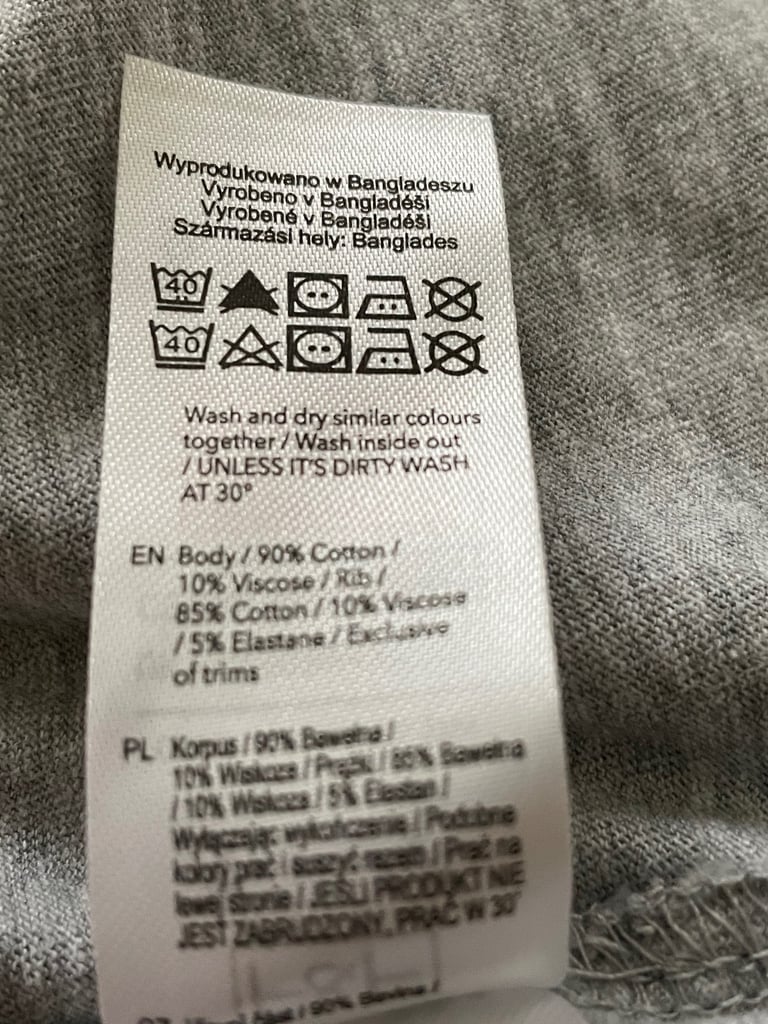 Wyprodukowano w Bangladeszu
Vyrobeno v Bangladéši
Vyrobené v Bangladéši
Származási hely: Banglades
40
40
Wash and dry similar colours
together / Wash inside out
/ UNLESS IT'S DIRTY WASH
AT 30°
EN Body / 90% Cotton /
10% Viscose / Rib /
85% Cotton / 10% Viscose
/ 5% Elastane / Exclusive
of trims
PL Korpus / 90% Bawełna /
10% Wiskoza / Prążki / 85% Bawełna
/ 10% Wiskoza / 5% Elastan /
Wyłączając wykończenie / Podobne
kolory prać i suszyć razem / Prać na
lewej stronie / JEŚLI PRODUKT NIE
JEST ZABRUDZONY, PRAĆ W 30°
/ 90% Bavlna /